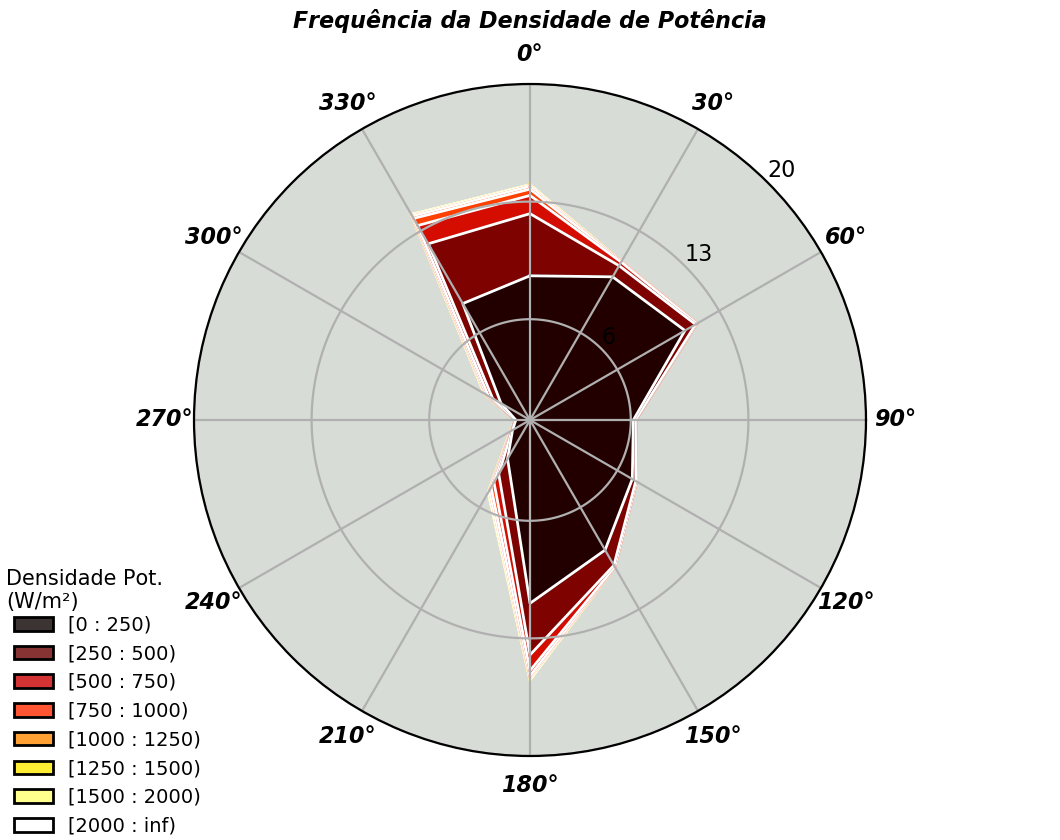 Frequência da Densidade de Potência
0°
330°
30°
20
300°
60°
13
6
270°
90°
240°
120°
210°
150°
180°
Densidade Pot.
(W/m²)
[0 : 250)
[250 : 500)
[500 : 750)
[750 : 1000)
[1000 : 1250)
[1250 : 1500)
[1500 : 2000)
[2000 : inf)